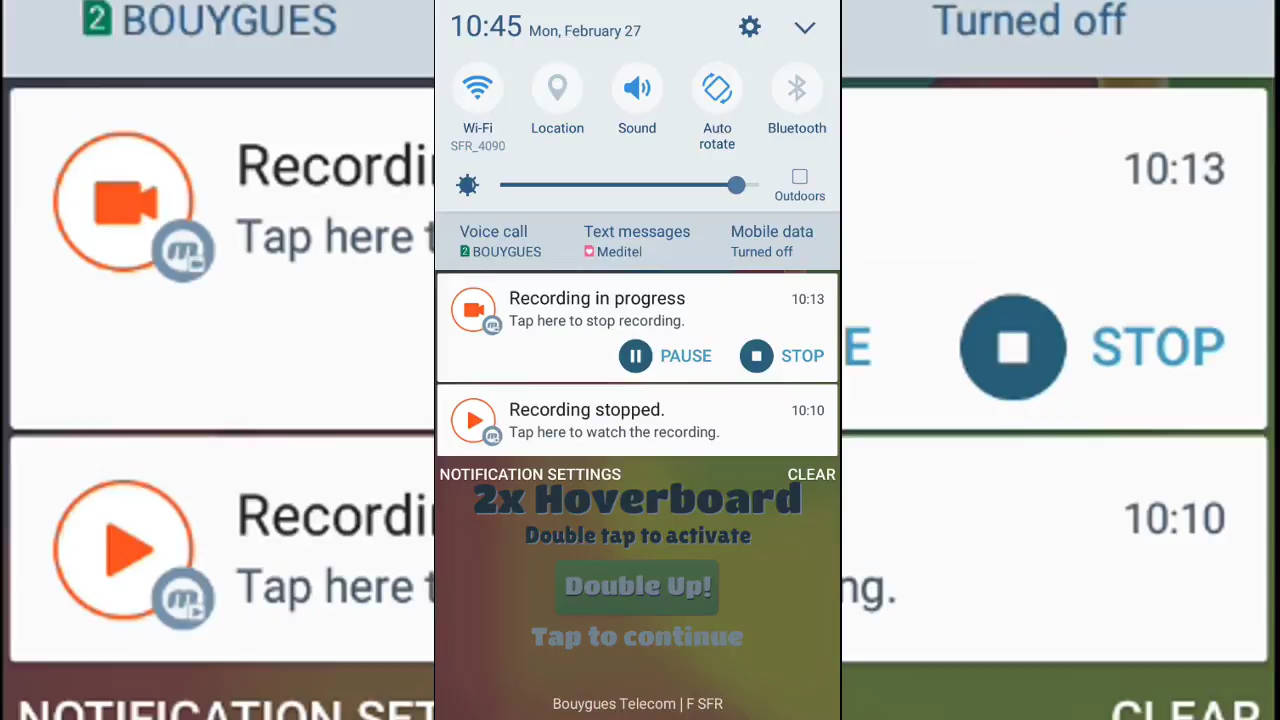 2 BOUYGUES
Turned off
Recordi
Tap here t
10:13
E
STOP
Recordi
Tap here t
10:10
ng.
NOTIFICATION SET
CLEAR
10:45 Mon, February 27
Wi-Fi
SFR_4090
Location
Sound
Auto
rotate
Bluetooth
Outdoors
Voice call
2 BOUYGUES
Text messages
Meditel
Mobile data
Turned off
Recording in progress 10:13
Tap here to stop recording.
PAUSE STOP
Recording stopped. 10:10
Tap here to watch the recording.
NOTIFICATION SETTINGS CLEAR
2x Hoverboard
Double tap to activate
Double Up!
Tap to continue
Bouygues Telecom | F SFR